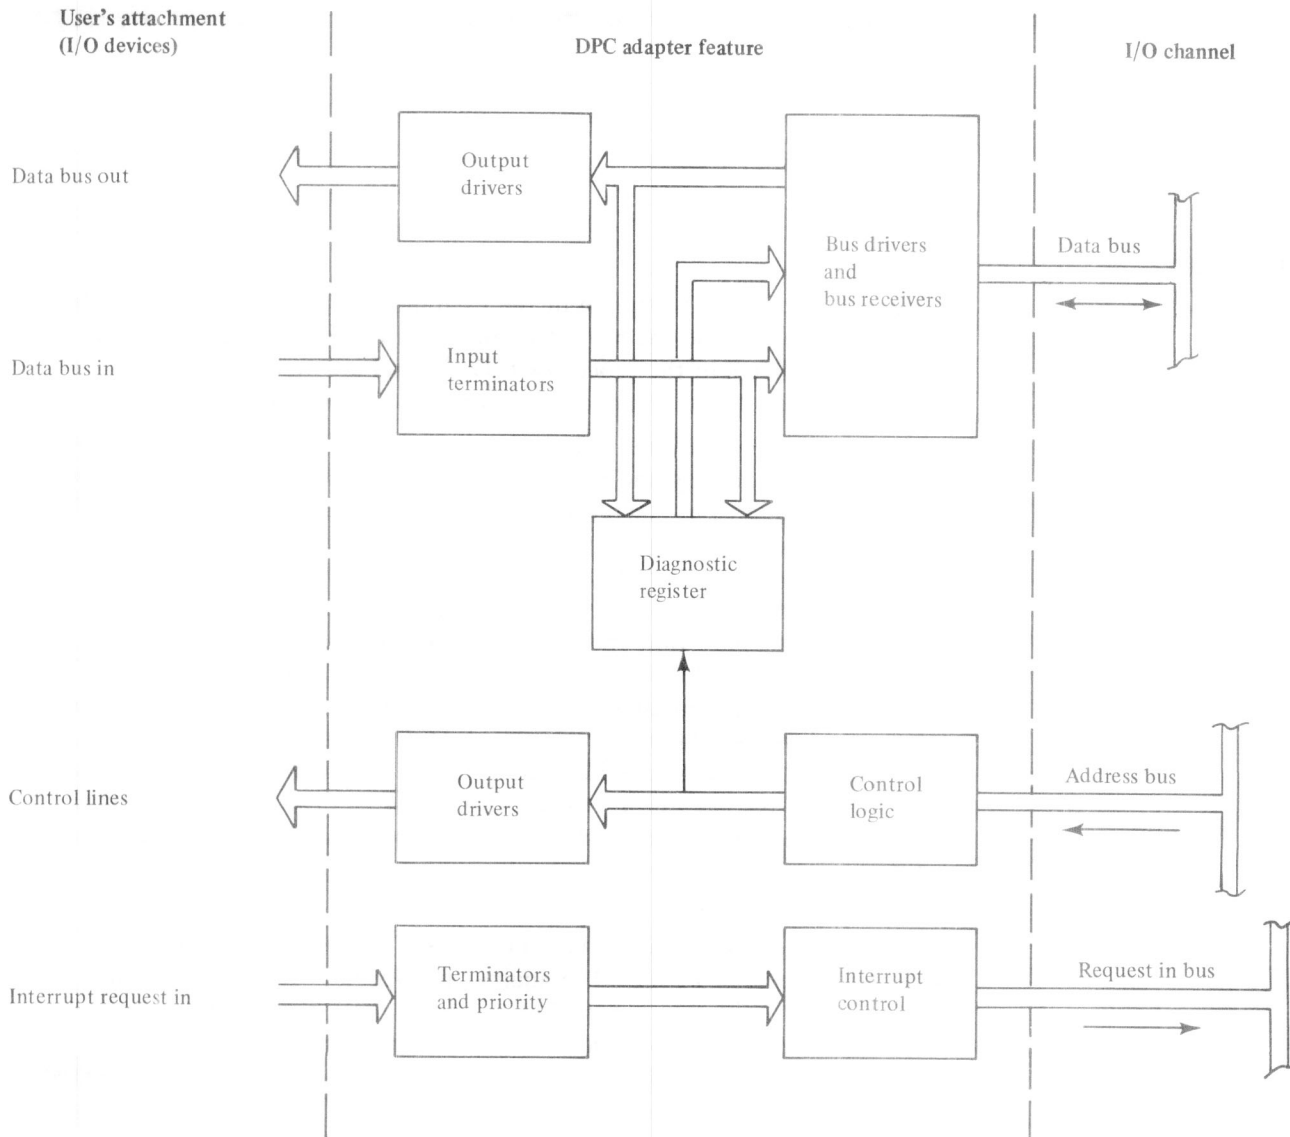 User's attachment
(I/O devices)
DPC adapter feature
I/O channel
Data bus out
Output
drivers
Bus drivers
and
bus receivers
Data bus
Data bus in
Input
terminators
Diagnostic
register
Control lines
Output
drivers
Control
logic
Address bus
Interrupt request in
Terminators
and priority
Interrupt
control
Request in bus